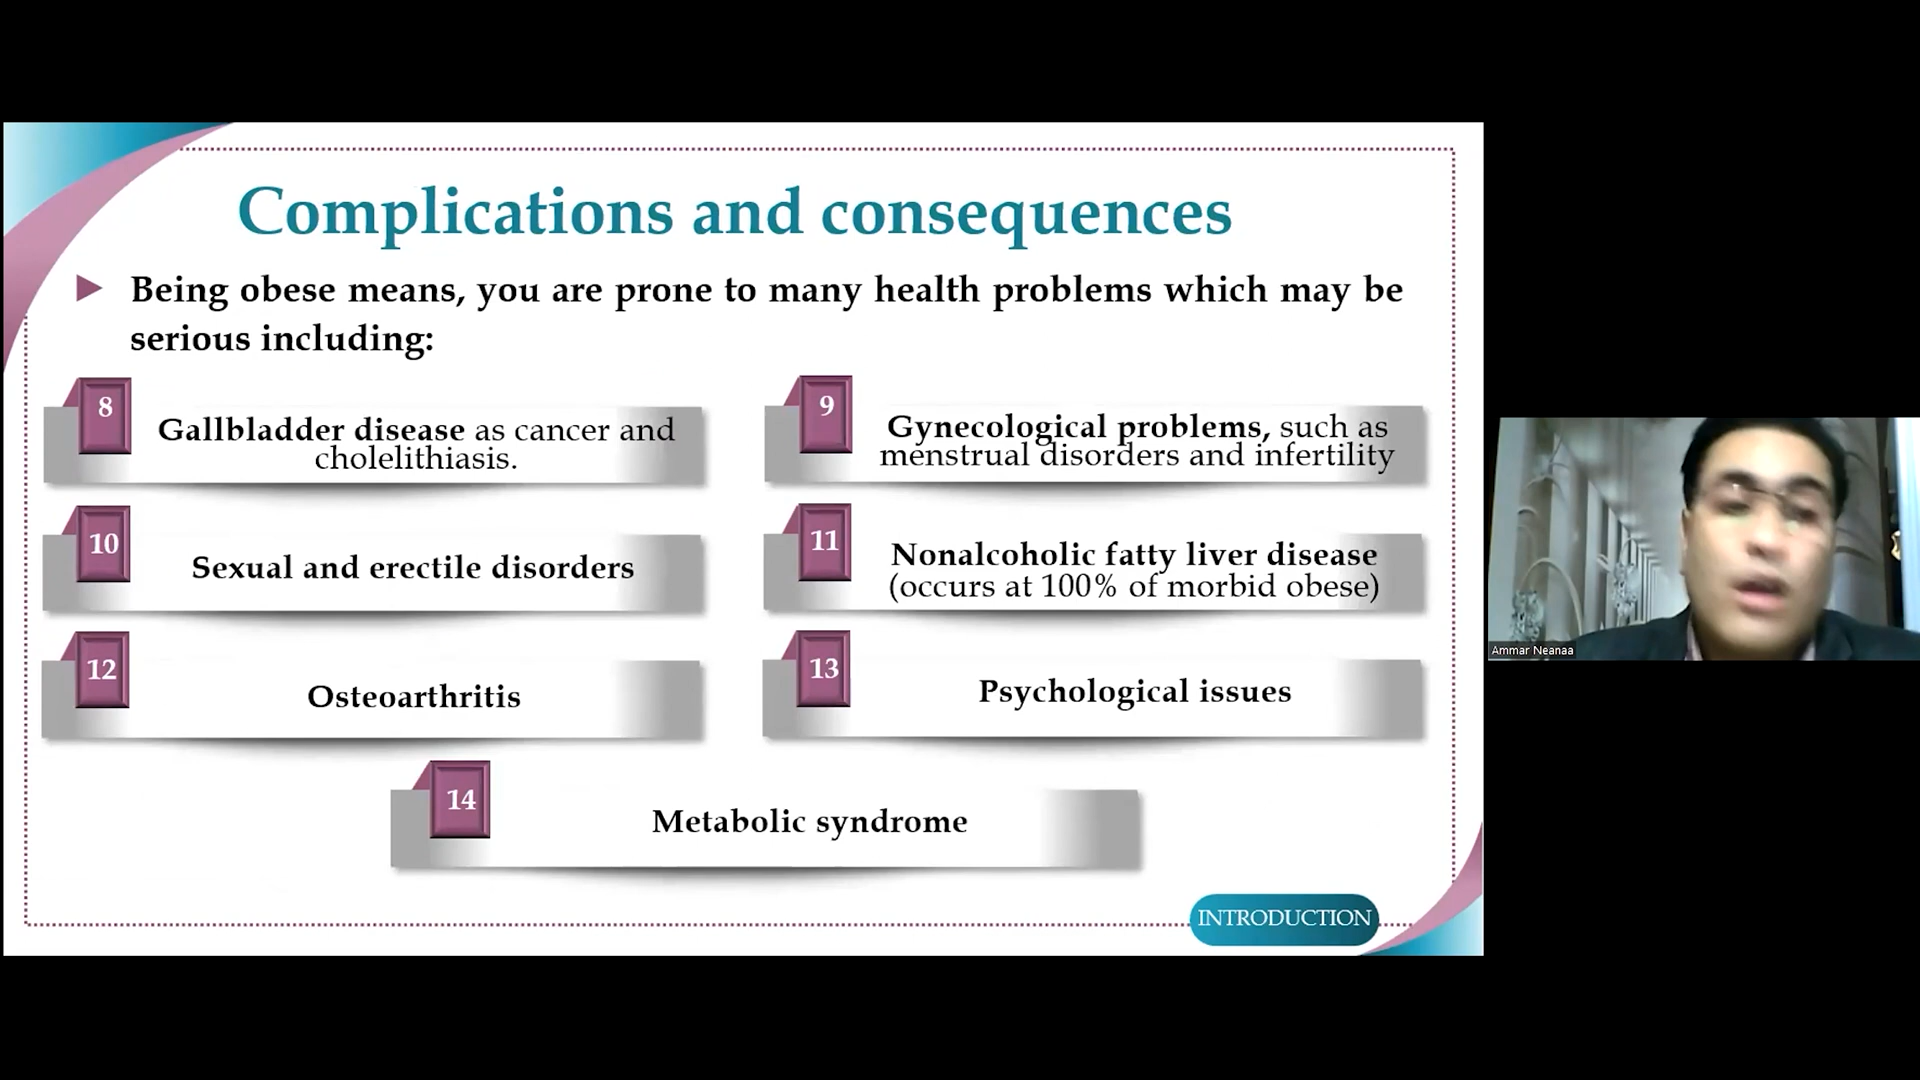 Complications and consequences
Being obese means, you are prone to many health problems which may be
serious including:
8
Gallbladder disease as cancer and
cholelithiasis.
9
Gynecological problems, such as
menstrual disorders and infertility
10
Sexual and erectile disorders
11
Nonalcoholic fatty liver disease
(occurs at 100% of morbid obese)
12
Osteoarthritis
13
Psychological issues
14
Metabolic syndrome
INTRODUCTION
Ammar Neanaa